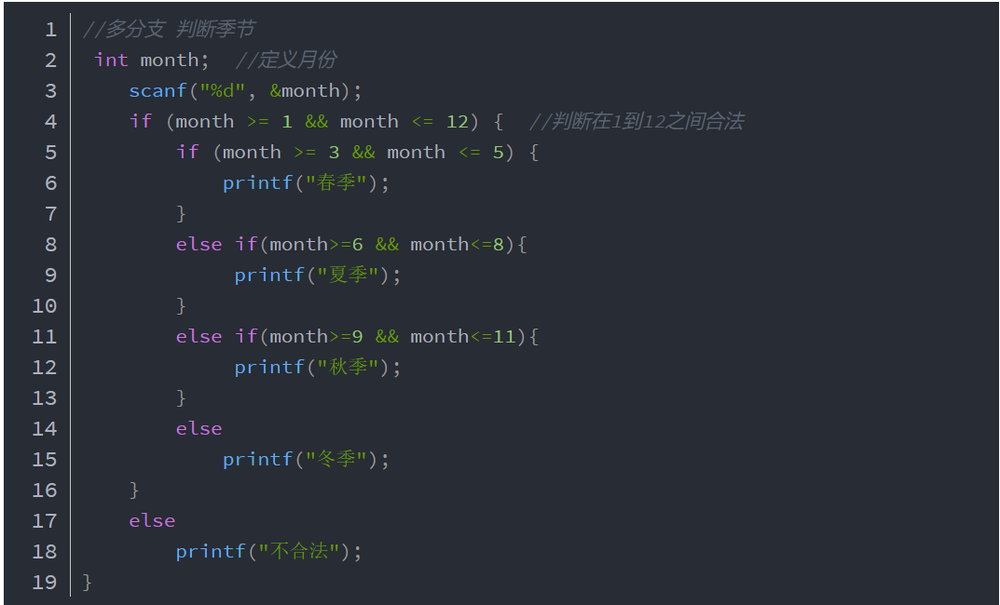 1 //多分支 判断季节
2 int month; //定义月份
3 scanf("%d", &month);
4 if (month >= 1 && month <= 12) { //判断在1到12之间合法
5 if (month >= 3 && month <= 5) {
6 printf("春季");
7 }
8 else if(month>=6 && month<=8){
9 printf("夏季");
10 }
11 else if(month>=9 && month<=11){
12 printf("秋季");
13 }
14 else
15 printf("冬季");
16 }
17 else
18 printf("不合法");
19 }